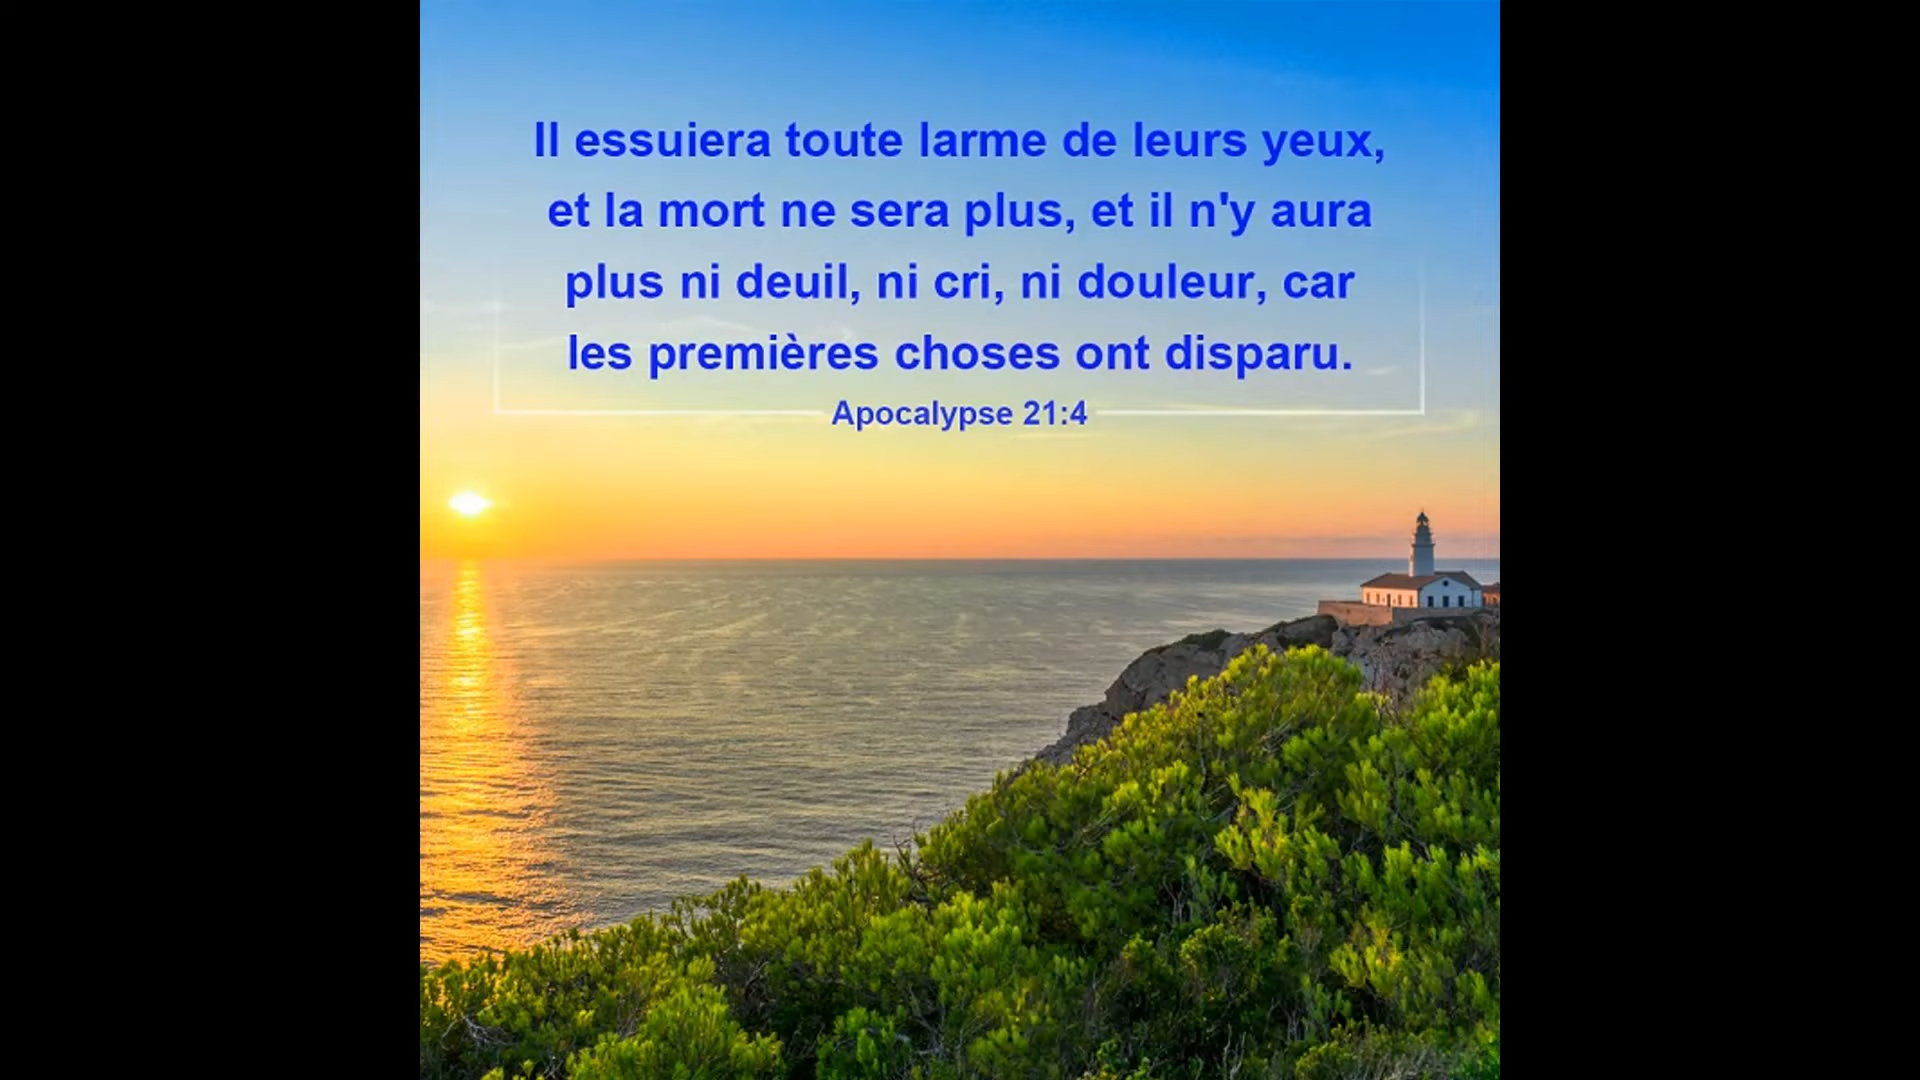 Il essuiera toute larme de leurs yeux,
et la mort ne sera plus, et il n'y aura
plus ni deuil, ni cri, ni douleur, car
les premières choses ont disparu.
Apocalypse 21:4